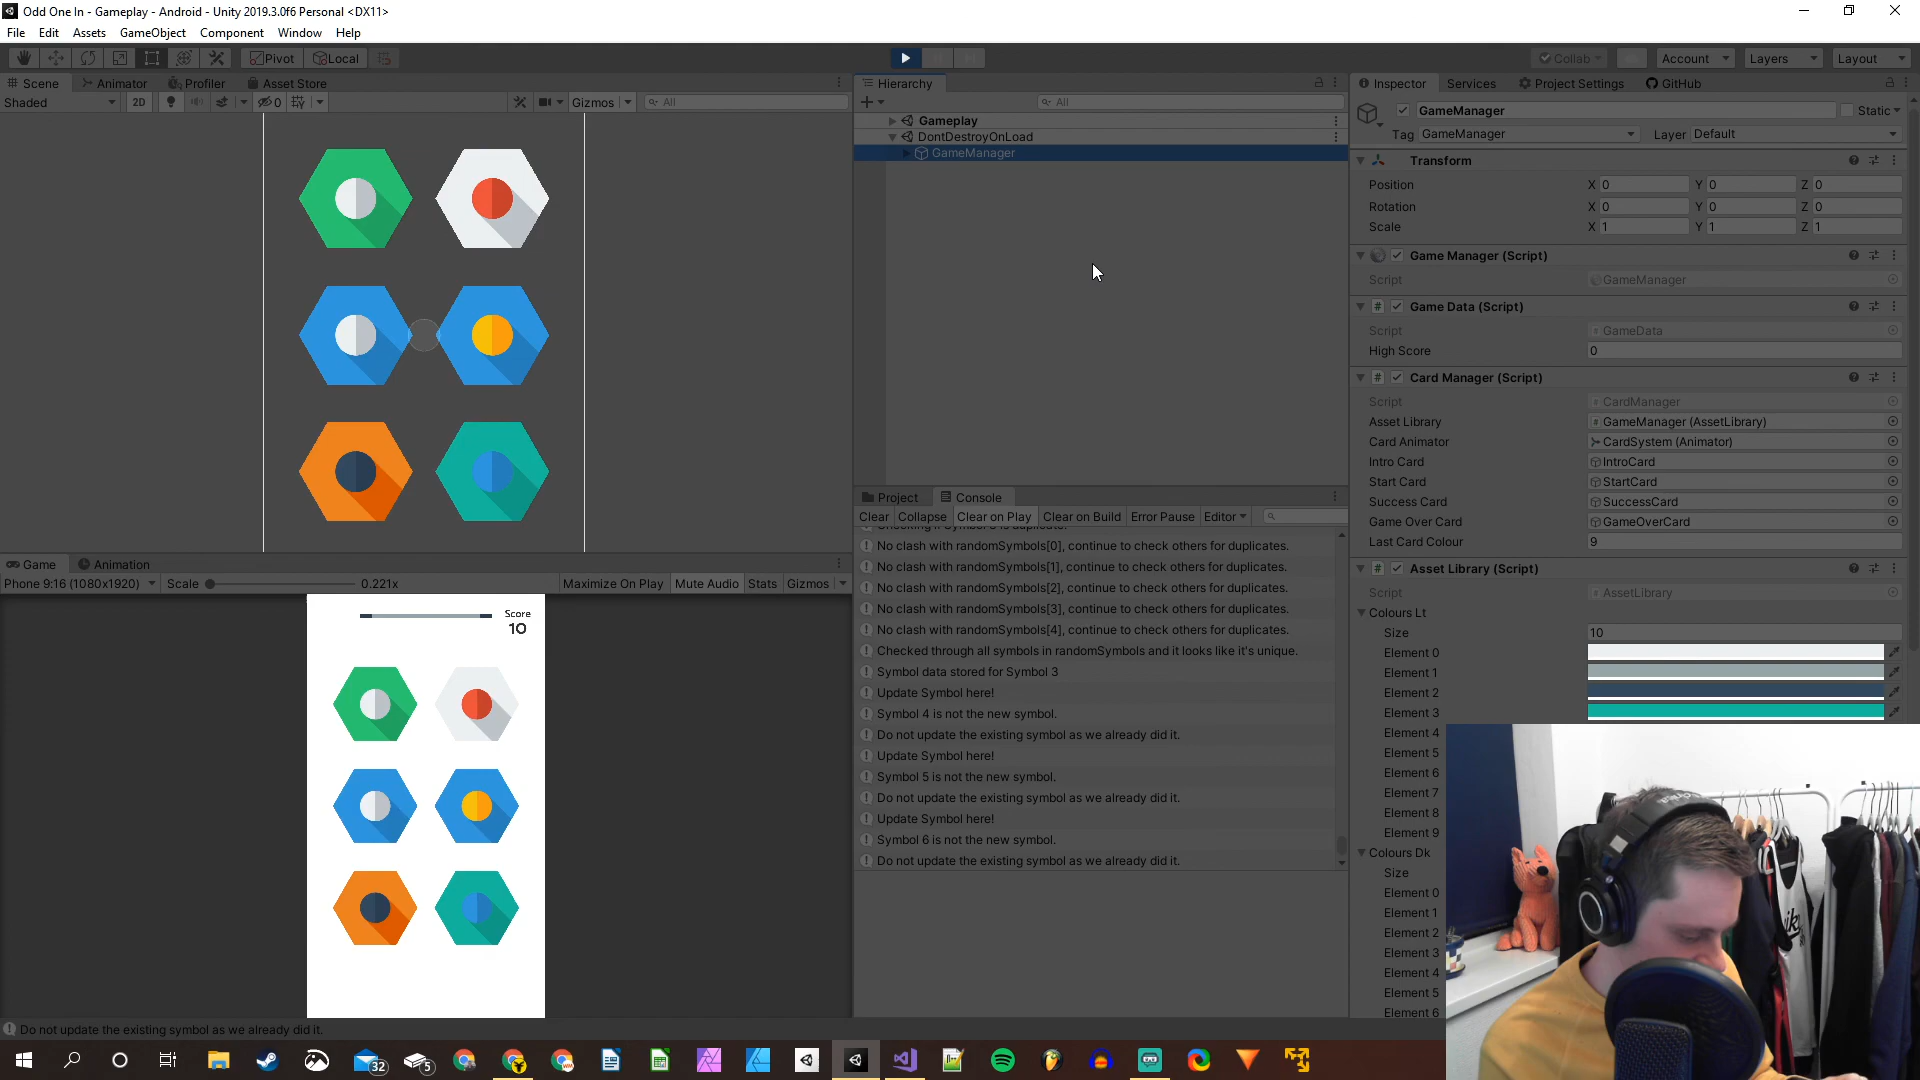 Odd One In - Gameplay - Android - Unity 2019.3.0f6 Personal <DX11>
File Edit Assets GameObject Component Window Help
Pivot Local Collab Account Layers Layout
Scene Animator Profiler Asset Store
Shaded 2D 0 Gizmos All
Hierarchy
All
Gameplay
DontDestroyOnLoad
GameManager
Inspector Services Project Settings GitHub
GameManager Static
Tag GameManager Layer Default
Transform
Position X 0 Y 0 Z 0
Rotation X 0 Y 0 Z 0
Scale X 1 Y 1 Z 1
Game Manager (Script)
Script GameManager
Game Data (Script)
Script GameData
High Score 0
Card Manager (Script)
Script CardManager
Asset Library GameManager (AssetLibrary)
Card Animator CardSystem (Animator)
Intro Card IntroCard
Start Card StartCard
Success Card SuccessCard
Game Over Card GameOverCard
Last Card Colour 9
Asset Library (Script)
Script AssetLibrary
Colours Lt
Size 10
Element 0
Element 1
Element 2
Element 3
Element 4
Element 5
Element 6
Element 7
Element 8
Element 9
Colours Dk
Size
Element 0
Element 1
Element 2
Element 3
Element 4
Element 5
Element 6
Project Console
Clear Collapse Clear on Play Clear on Build Error Pause Editor
No clash with randomSymbols[0], continue to check others for duplicates.
No clash with randomSymbols[1], continue to check others for duplicates.
No clash with randomSymbols[2], continue to check others for duplicates.
No clash with randomSymbols[3], continue to check others for duplicates.
No clash with randomSymbols[4], continue to check others for duplicates.
Checked through all symbols in randomSymbols and it looks like it's unique.
Symbol data stored for Symbol 3
Update Symbol here!
Symbol 4 is not the new symbol.
Do not update the existing symbol as we already did it.
Update Symbol here!
Symbol 5 is not the new symbol.
Do not update the existing symbol as we already did it.
Update Symbol here!
Symbol 6 is not the new symbol.
Do not update the existing symbol as we already did it.
Game Animation
Phone 9:16 (1080x1920) Scale 0.221x Maximize On Play Mute Audio Stats Gizmos
Score
10
Do not update the existing symbol as we already did it.
32 5